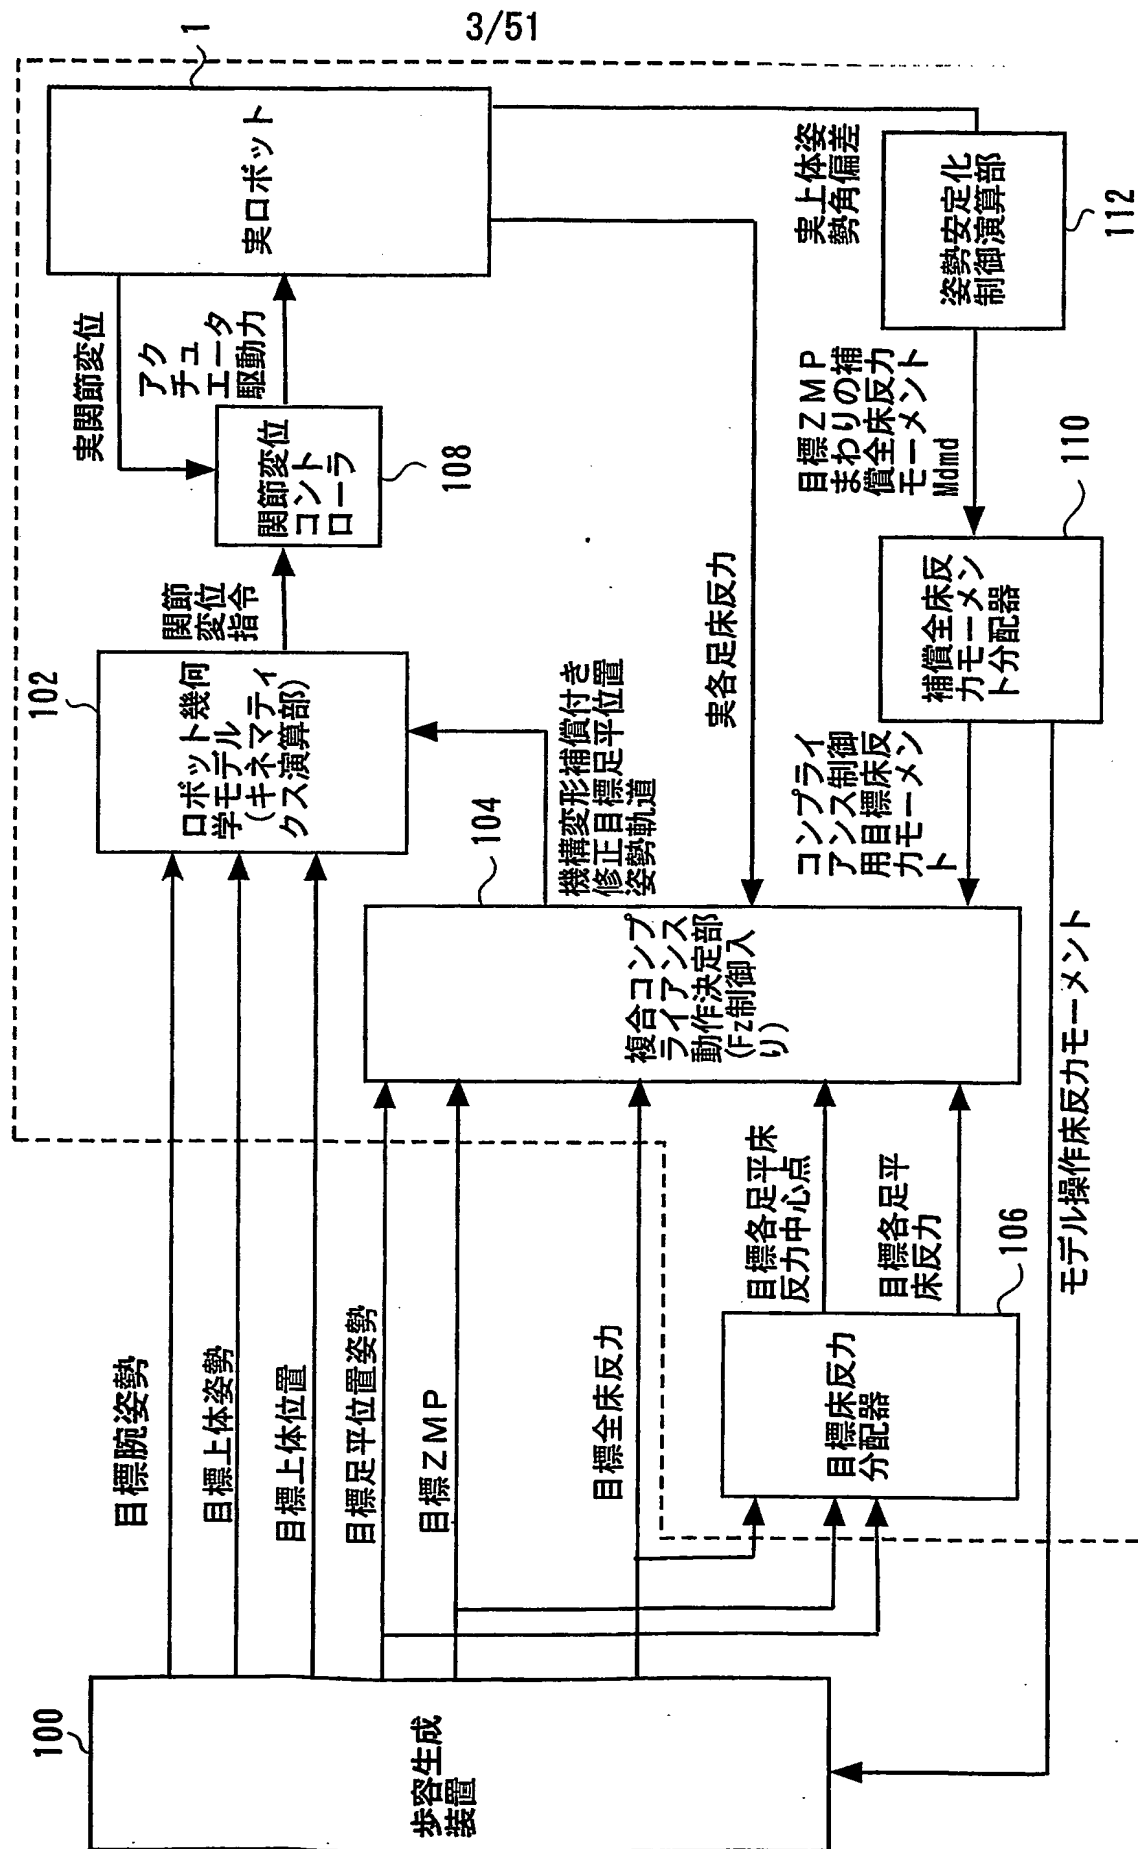 3/51
100
歩容生成
装置
目標腕姿勢
目標上体姿勢
目標上体位置
目標足平位置姿勢
目標ZMP
目標全床反力
102
ロボット幾何
学モデル
(キネマティ
クス演算部)
関節
変位
指令
関節変位
コント
ローラ
108
実関節変位
アク
チュ
エータ
駆動力
実ロボット
1
104
複合コンプ
ライアンス
動作決定部
(Fz制御入
り)
機構変形補償付き
修正目標足平位置
姿勢軌道
実各足床反力
目標床反力
分配器
106
目標各足平床
反力中心点
目標各足平
床反力
コンプライ
アンス制御
用目標床反
力モーメン
ト
補償全床反
力モーメン
ト分配器
110
目標ZMP
まわりの補
償全床反力
モーメント
Mdmd
姿勢安定化
制御演算部
112
実上体姿
勢角偏差
モデル操作床反力モーメント